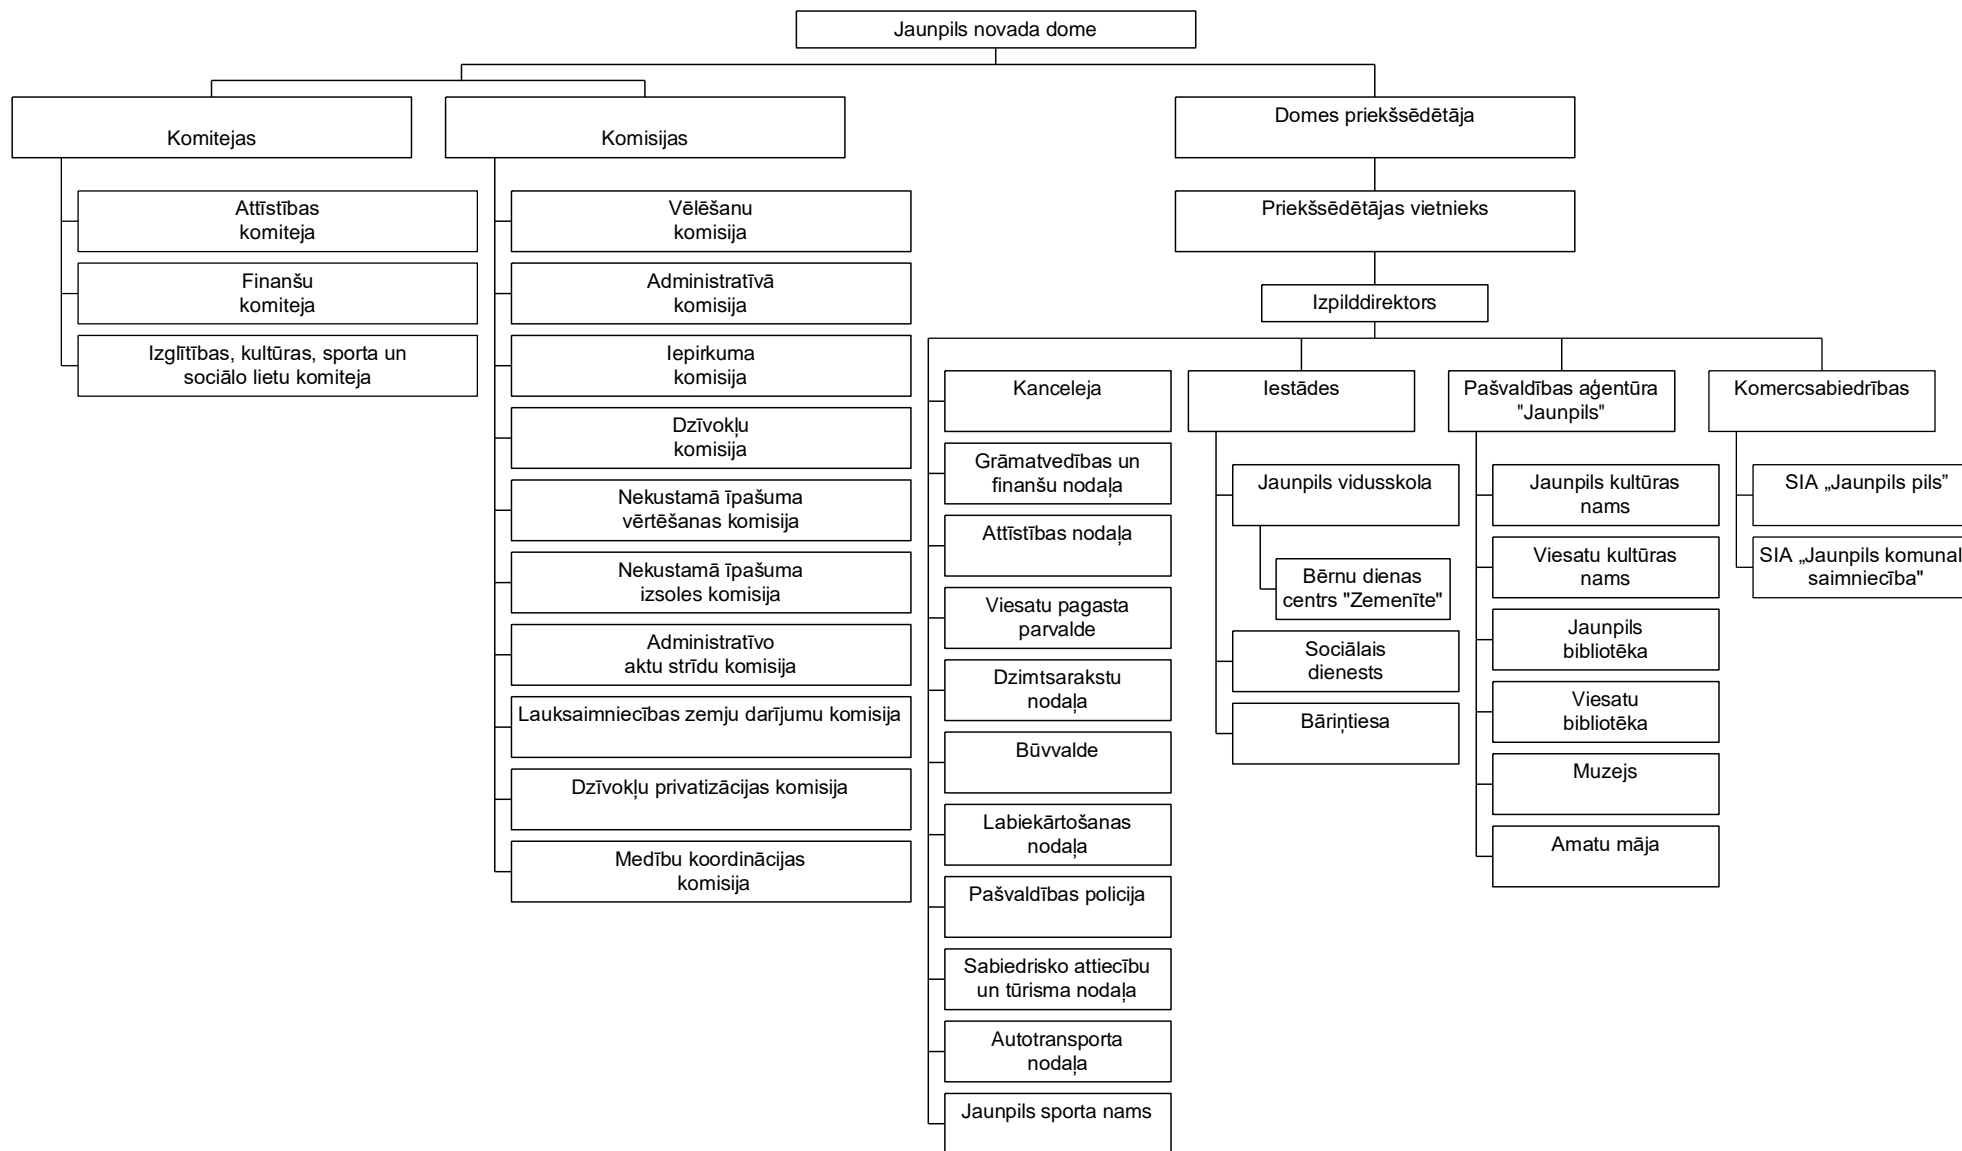 Jaunpils novada dome
Komitejas
Komisijas
Domes priekšsēdētāja
Attīstības
komiteja
Finanšu
komiteja
Izglītības, kultūras, sporta un
sociālo lietu komiteja
Vēlēšanu
komisija
Administratīvā
komisija
Iepirkuma
komisija
Dzīvokļu
komisija
Nekustamā īpašuma
vērtēšanas komisija
Nekustamā īpašuma
izsoles komisija
Administratīvo
aktu strīdu komisija
Lauksaimniecības zemju darījumu komisija
Dzīvokļu privatizācijas komisija
Medību koordinācijas
komisija
Priekšsēdētājas vietnieks
Izpilddirektors
Kanceleja
Grāmatvedības un
finanšu nodaļa
Attīstības nodaļa
Viesatu pagasta
parvalde
Dzimtsarakstu
nodaļa
Būvvalde
Labiekārtošanas
nodaļa
Pašvaldības policija
Sabiedrisko attiecību
un tūrisma nodaļa
Autotransporta
nodaļa
Jaunpils sporta nams
Iestādes
Jaunpils vidusskola
Bērnu dienas
centrs "Zemenīte"
Sociālais
dienests
Bāriņtiesa
Pašvaldības aģentūra
"Jaunpils"
Jaunpils kultūras
nams
Viesatu kultūras
nams
Jaunpils
bibliotēka
Viesatu
bibliotēka
Muzejs
Amatu māja
Komercsabiedrības
SIA „Jaunpils pils”
SIA „Jaunpils komunal
saimniecība"